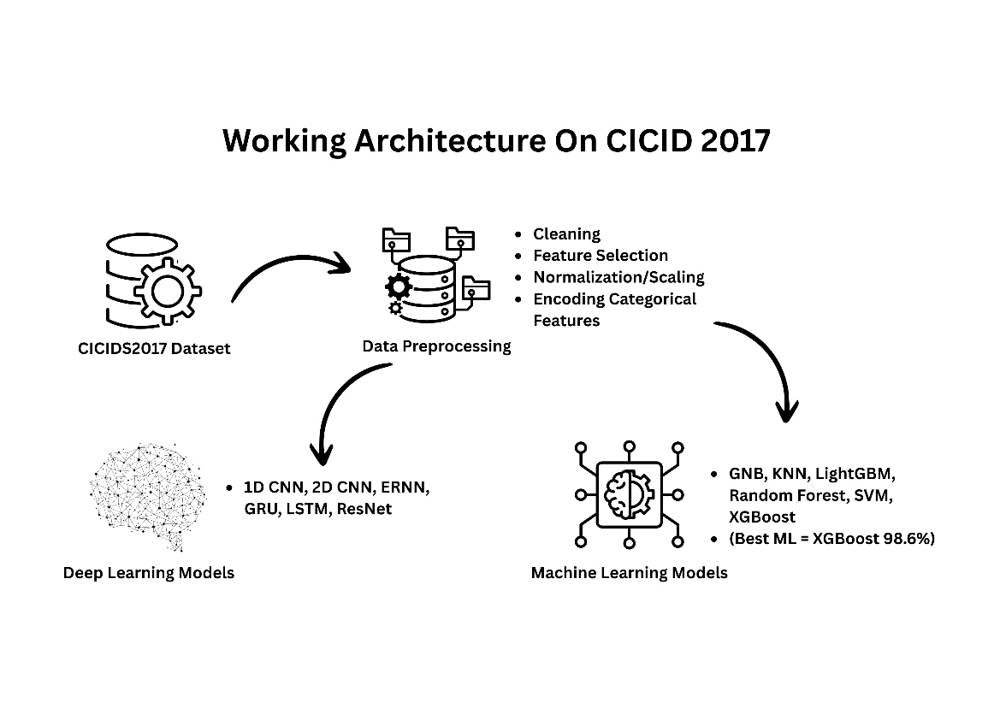 Working Architecture On CICID 2017
CICIDS2017 Dataset
Data Preprocessing
• Cleaning
• Feature Selection
• Normalization/Scaling
• Encoding Categorical
Features
Deep Learning Models
• 1D CNN, 2D CNN, ERNN,
GRU, LSTM, ResNet
Machine Learning Models
• GNB, KNN, LightGBM,
Random Forest, SVM,
XGBoost
• (Best ML = XGBoost 98.6%)